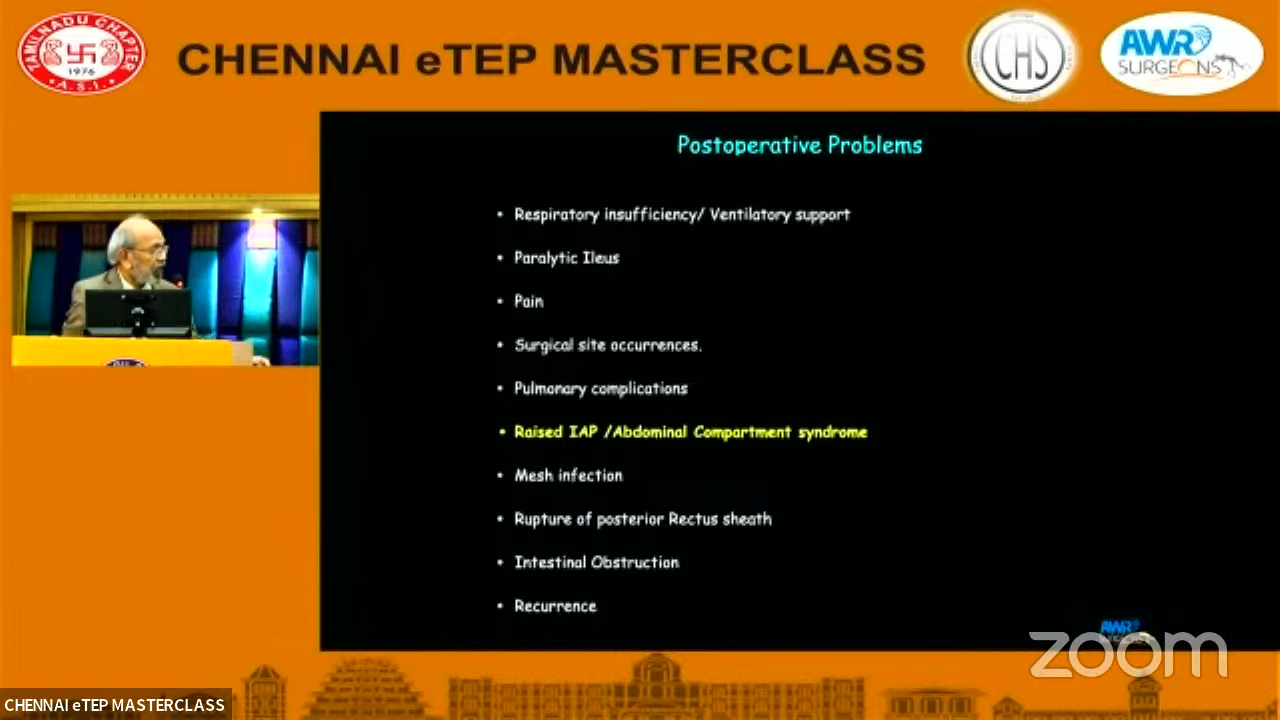 TAMILNADU CHAPTER
1976
A.S.I.
CHENNAI eTEP MASTERCLASS
CHS
AWR
SURGEONS
Postoperative Problems
• Respiratory insufficiency/ Ventilatory support
• Paralytic Ileus
• Pain
• Surgical site occurrences.
• Pulmonary complications
• Raised IAP /Abdominal Compartment syndrome
• Mesh infection
• Rupture of posterior Rectus sheath
• Intestinal Obstruction
• Recurrence
AWR
zoom
CHENNAI eTEP MASTERCLASS